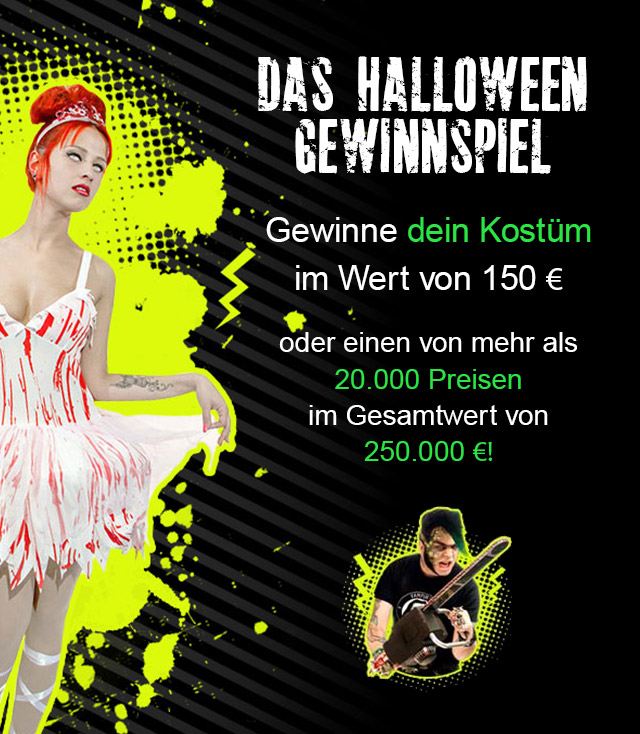 DAS HALLOWEEN
GEWINNSPIEL
Gewinne dein Kostüm
im Wert von 150 €
oder einen von mehr als
20.000 Preisen
im Gesamtwert von
250.000 €!